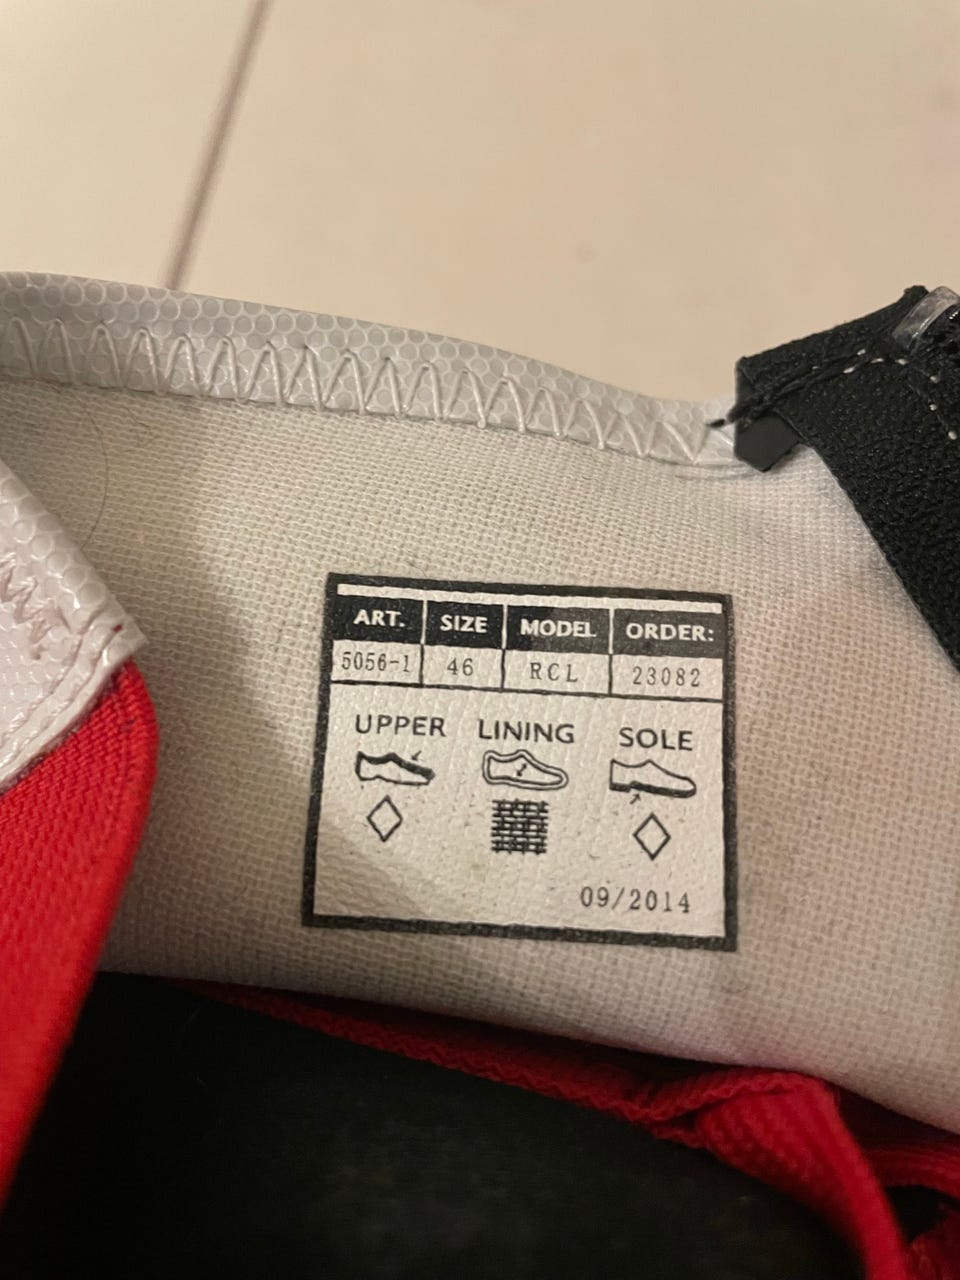 ART. SIZE MODEL ORDER:
5056-1 46 RCL 23082
UPPER LINING SOLE
09/2014